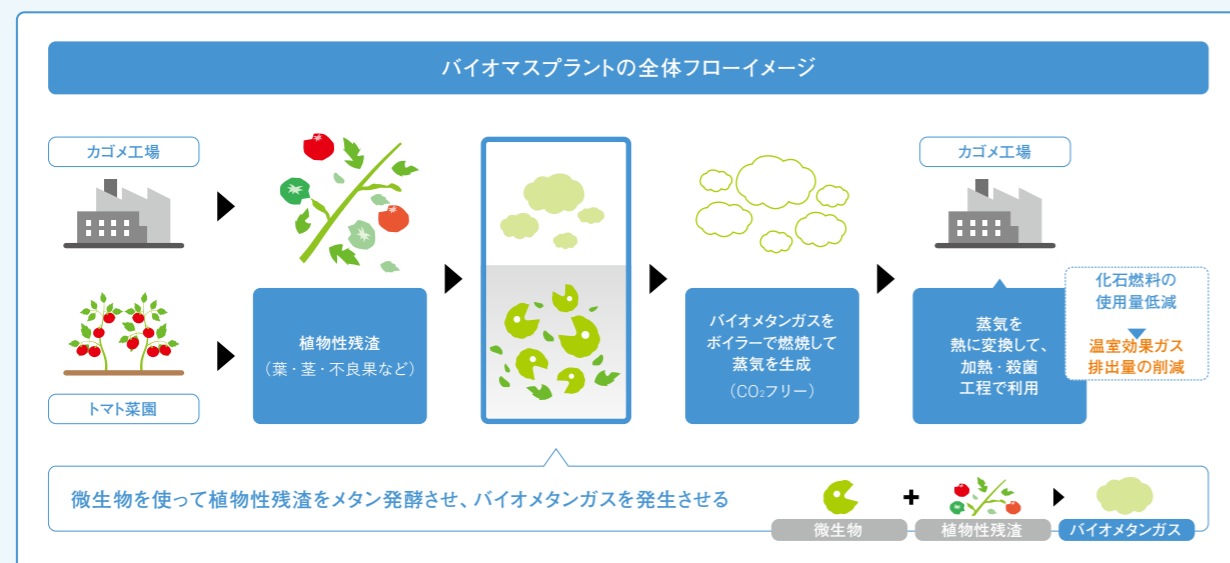 バイオマスプラントの全体フローイメージ
カゴメ工場
トマト菜園
植物性残渣
（葉・茎・不良果など）
バイオメタンガスを
ボイラーで燃焼して
蒸気を生成
（CO₂フリー）
カゴメ工場
蒸気を
熱に変換して、
加熱・殺菌
工程で利用
化石燃料の
使用量低減
温室効果ガス
排出量の削減
微生物を使って植物性残渣をメタン発酵させ、バイオメタンガスを発生させる
微生物
+
植物性残渣
バイオメタンガス